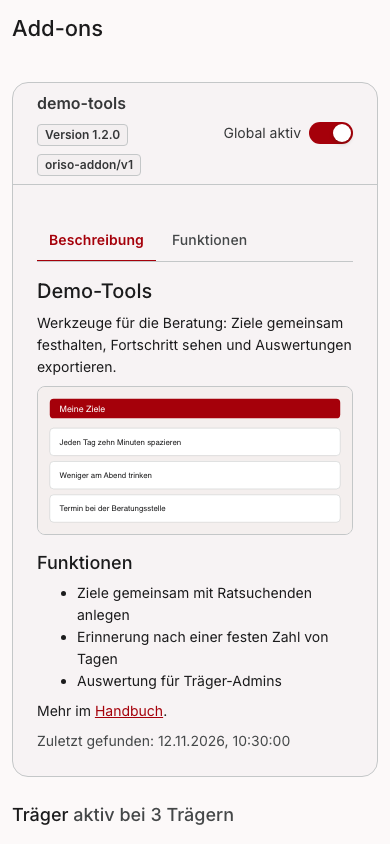 Add-ons
demo-tools
Version 1.2.0
Global aktiv
oriso-addon/v1
Beschreibung
Funktionen
Demo-Tools
Werkzeuge für die Beratung: Ziele gemeinsam
festhalten, Fortschritt sehen und Auswertungen
exportieren.
Meine Ziele
Jeden Tag zehn Minuten spazieren
Weniger am Abend trinken
Termin bei der Beratungsstelle
Funktionen
Ziele gemeinsam mit Ratsuchenden
anlegen
Erinnerung nach einer festen Zahl von
Tagen
Auswertung für Träger-Admins
Mehr im Handbuch.
Zuletzt gefunden: 12.11.2026, 10:30:00
Träger aktiv bei 3 Trägern